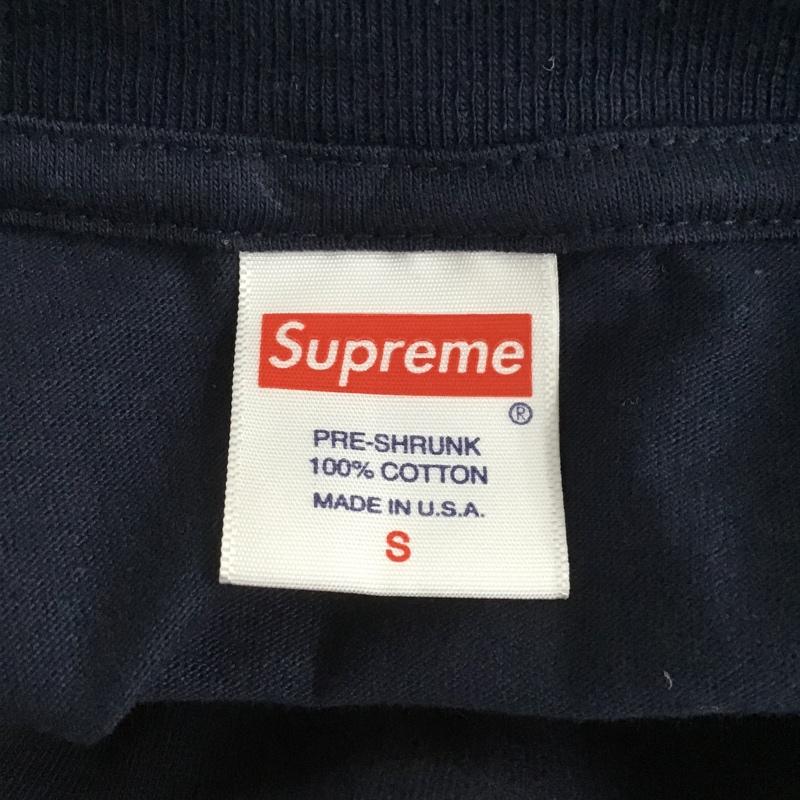 Supreme
®
PRE-SHRUNK
100% COTTON
MADE IN U.S.A.
S